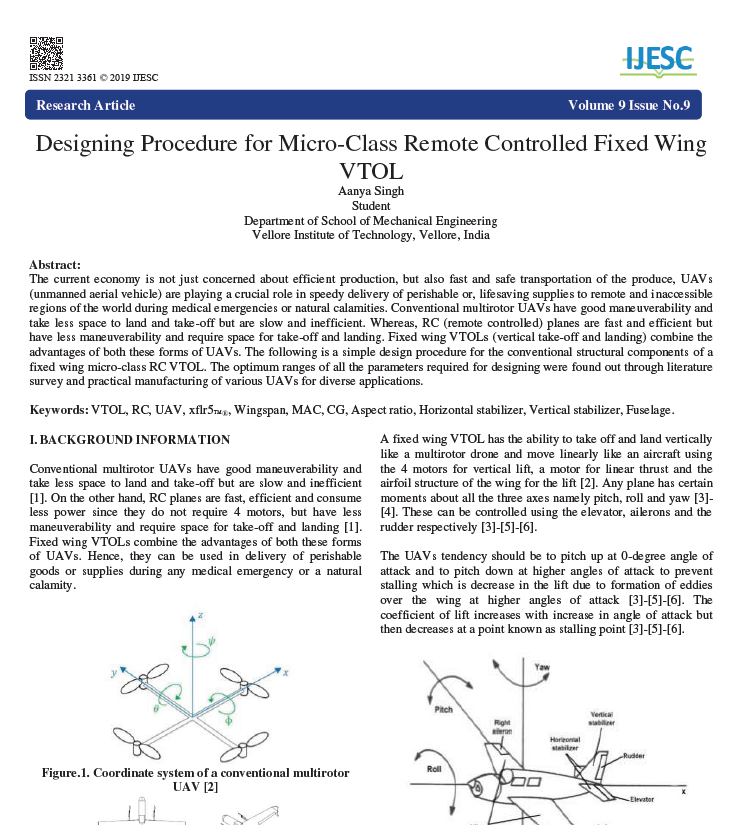 ISSN 2321 3361 © 2019 IJESC
IJESC
Research Article Volume 9 Issue No.9
Designing Procedure for Micro-Class Remote Controlled Fixed Wing
VTOL
Aanya Singh
Student
Department of School of Mechanical Engineering
Vellore Institute of Technology, Vellore, India
Abstract:
The current economy is not just concerned about efficient production, but also fast and safe transportation of the produce, UAVs
(unmanned aerial vehicle) are playing a crucial role in speedy delivery of perishable or, lifesaving supplies to remote and inaccessible
regions of the world during medical emergencies or natural calamities. Conventional multirotor UAVs have good maneuverability and
take less space to land and take-off but are slow and inefficient. Whereas, RC (remote controlled) planes are fast and efficient but
have less maneuverability and require space for take-off and landing. Fixed wing VTOLs (vertical take-off and landing) combine the
advantages of both these forms of UAVs. The following is a simple design procedure for the conventional structural components of a
fixed wing micro-class RC VTOL. The optimum ranges of all the parameters required for designing were found out through literature
survey and practical manufacturing of various UAVs for diverse applications.
Keywords: VTOL, RC, UAV, xflr5™®, Wingspan, MAC, CG, Aspect ratio, Horizontal stabilizer, Vertical stabilizer, Fuselage.
I. BACKGROUND INFORMATION
Conventional multirotor UAVs have good maneuverability and
take less space to land and take-off but are slow and inefficient
[1]. On the other hand, RC planes are fast, efficient and consume
less power since they do not require 4 motors, but have less
maneuverability and require space for take-off and landing [1].
Fixed wing VTOLs combine the advantages of both these forms
of UAVs. Hence, they can be used in delivery of perishable
goods or supplies during any medical emergency or a natural
calamity.
z
ψ
y
x
θ
ϕ
Figure.1. Coordinate system of a conventional multirotor
UAV [2]
A fixed wing VTOL has the ability to take off and land vertically
like a multirotor drone and move linearly like an aircraft using
the 4 motors for vertical lift, a motor for linear thrust and the
airfoil structure of the wing for the lift [2]. Any plane has certain
moments about all the three axes namely pitch, roll and yaw [3]-
[4]. These can be controlled using the elevator, ailerons and the
rudder respectively [3]-[5]-[6].
The UAVs tendency should be to pitch up at 0-degree angle of
attack and to pitch down at higher angles of attack to prevent
stalling which is decrease in the lift due to formation of eddies
over the wing at higher angles of attack [3]-[5]-[6]. The
coefficient of lift increases with increase in angle of attack but
then decreases at a point known as stalling point [3]-[5]-[6].
Yaw
Pitch
Right
aileron
Vertical
stabilizer
Horizontal
stabilizer
Rudder
Roll
x
Elevator